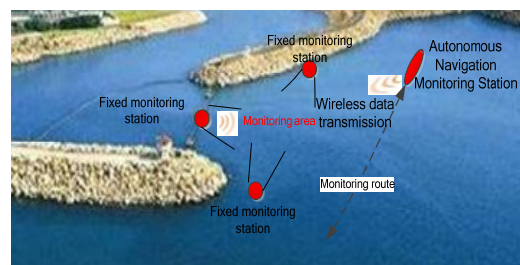 Fixed monitoring
station
Autonomous
Navigation
Monitoring Station
Fixed monitoring
station
Wireless data
transmission
Monitoring area
Monitoring route
Fixed monitoring
station